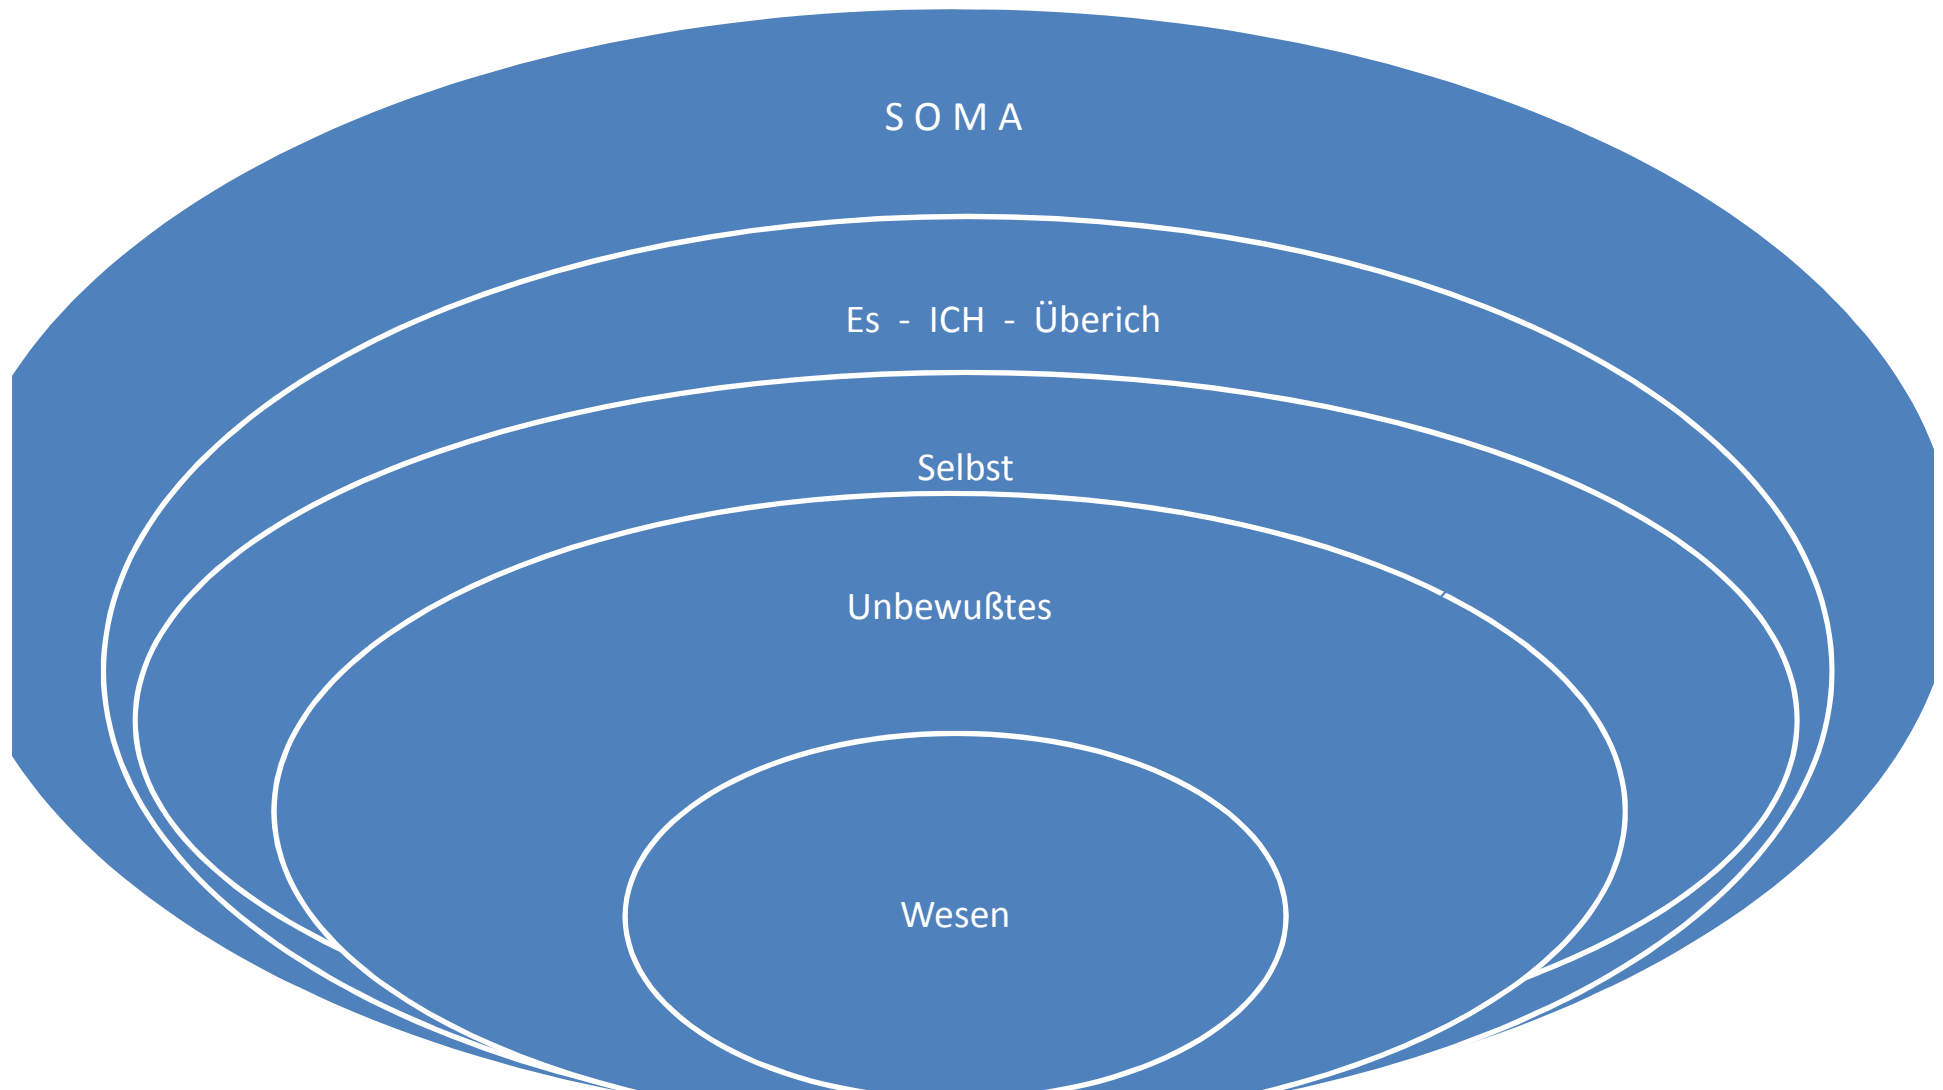 S O M A
Es - ICH - Überich
Selbst
Unbewußtes
Wesen